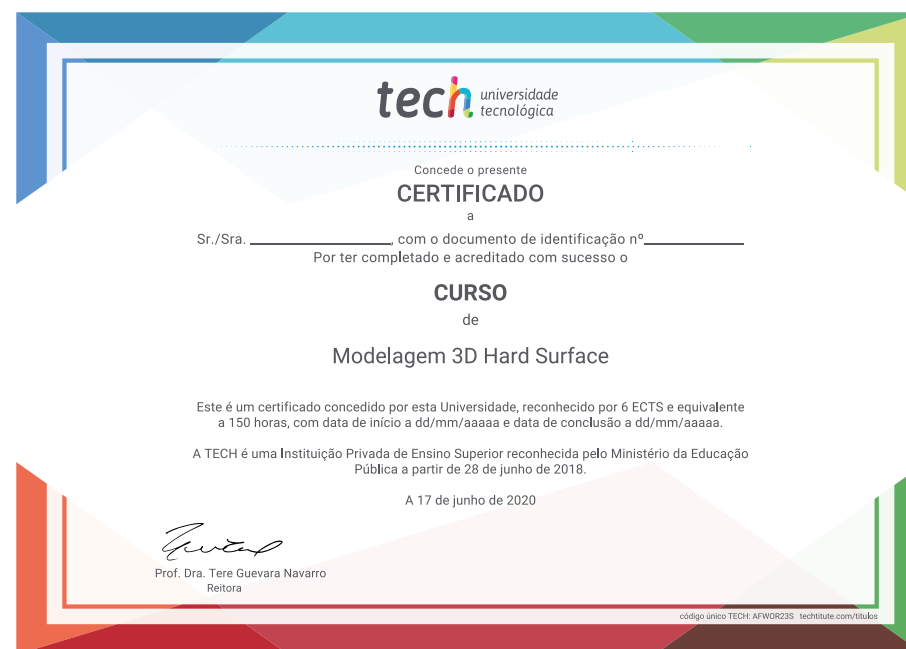 tech universidade
tecnológica
Concede o presente
CERTIFICADO
a
Sr./Sra. ____________________, com o documento de identificação nº______________
Por ter completado e acreditado com sucesso o
CURSO
de
Modelagem 3D Hard Surface
Este é um certificado concedido por esta Universidade, reconhecido por 6 ECTS e equivalente
a 150 horas, com data de início a dd/mm/aaaaa e data de conclusão a dd/mm/aaaaa.
A TECH é uma Instituição Privada de Ensino Superior reconhecida pelo Ministério da Educação
Pública a partir de 28 de junho de 2018.
A 17 de junho de 2020
Prof. Dra. Tere Guevara Navarro
Reitora
código único TECH: AFWOR23S techtitute.com/titulos